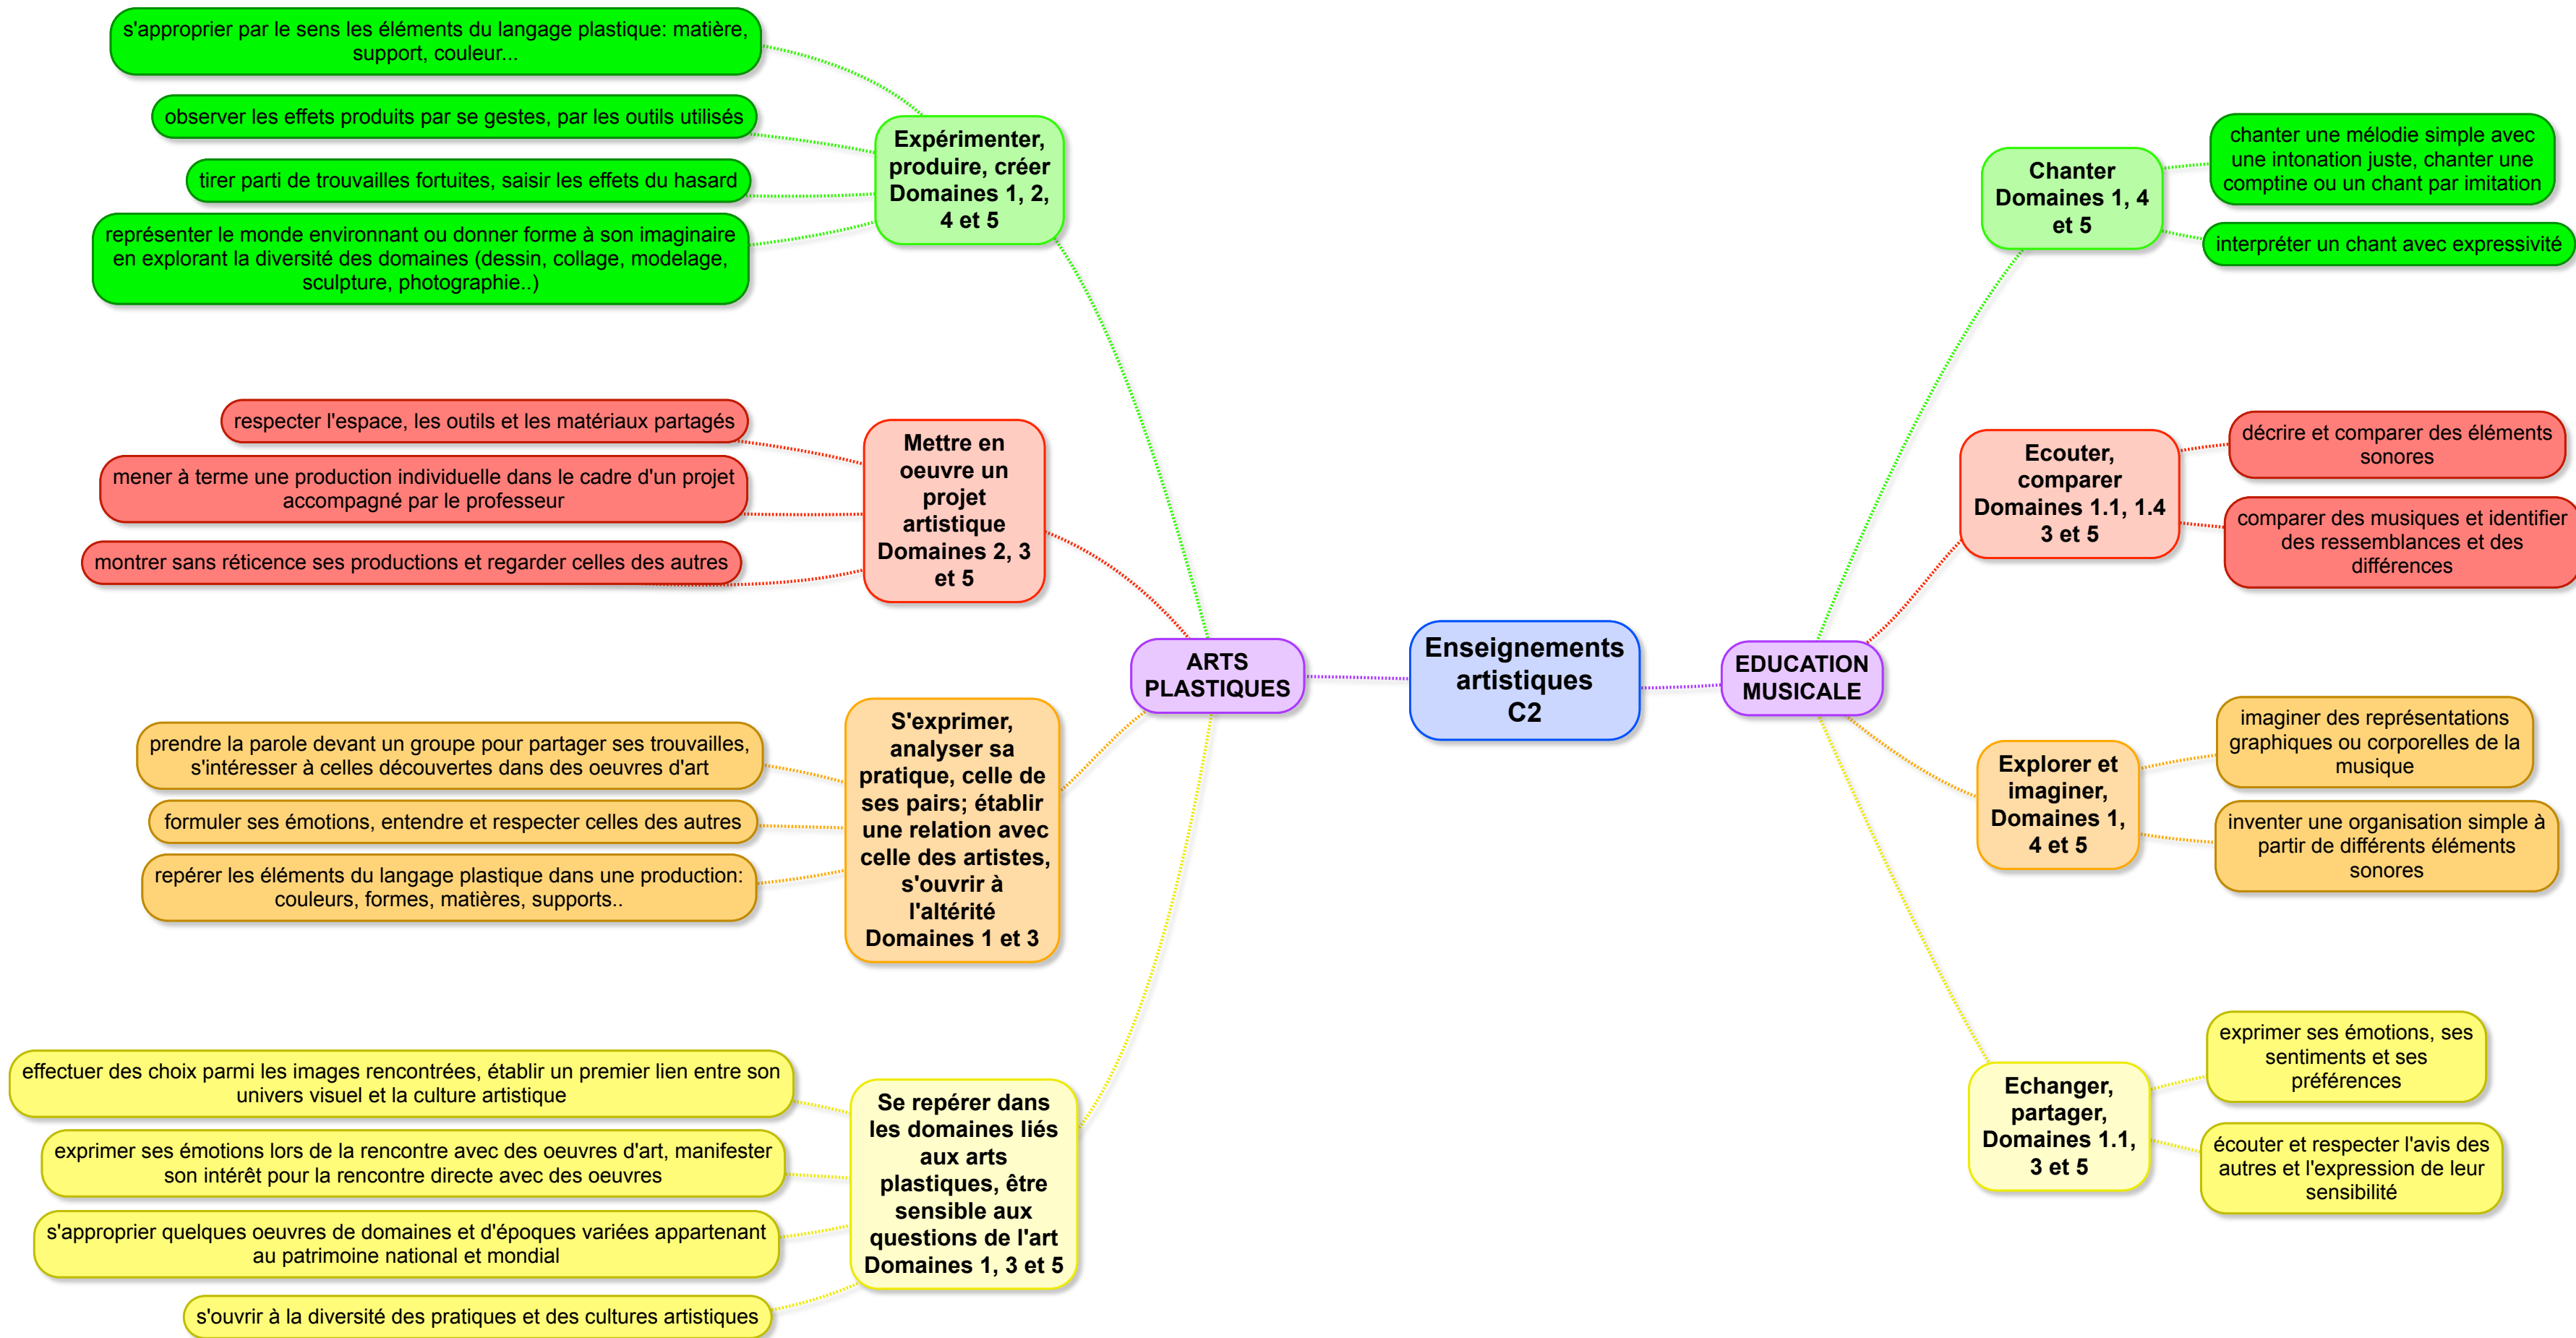 s'approprier par le sens les éléments du langage plastique: matière,
support, couleur...
observer les effets produits par se gestes, par les outils utilisés
tirer parti de trouvailles fortuites, saisir les effets du hasard
représenter le monde environnant ou donner forme à son imaginaire
en explorant la diversité des domaines (dessin, collage, modelage,
sculpture, photographie..)
Expérimenter,
produire, créer
Domaines 1, 2,
4 et 5
respecter l'espace, les outils et les matériaux partagés
mener à terme une production individuelle dans le cadre d'un projet
accompagné par le professeur
montrer sans réticence ses productions et regarder celles des autres
Mettre en
oeuvre un
projet
artistique
Domaines 2, 3
et 5
prendre la parole devant un groupe pour partager ses trouvailles,
s'intéresser à celles découvertes dans des oeuvres d'art
formuler ses émotions, entendre et respecter celles des autres
repérer les éléments du langage plastique dans une production:
couleurs, formes, matières, supports..
S'exprimer,
analyser sa
pratique, celle de
ses pairs; établir
une relation avec
celle des artistes,
s'ouvrir à
l'altérité
Domaines 1 et 3
effectuer des choix parmi les images rencontrées, établir un premier lien entre son
univers visuel et la culture artistique
exprimer ses émotions lors de la rencontre avec des oeuvres d'art, manifester
son intérêt pour la rencontre directe avec des oeuvres
s'approprier quelques oeuvres de domaines et d'époques variées appartenant
au patrimoine national et mondial
s'ouvrir à la diversité des pratiques et des cultures artistiques
Se repérer dans
les domaines liés
aux arts
plastiques, être
sensible aux
questions de l'art
Domaines 1, 3 et 5
ARTS
PLASTIQUES
Enseignements
artistiques
C2
EDUCATION
MUSICALE
Chanter
Domaines 1, 4
et 5
chanter une mélodie simple avec
une intonation juste, chanter une
comptine ou un chant par imitation
interpréter un chant avec expressivité
Ecouter,
comparer
Domaines 1.1, 1.4
3 et 5
décrire et comparer des éléments
sonores
comparer des musiques et identifier
des ressemblances et des
différences
Explorer et
imaginer,
Domaines 1,
4 et 5
imaginer des représentations
graphiques ou corporelles de la
musique
inventer une organisation simple à
partir de différents éléments
sonores
Echanger,
partager,
Domaines 1.1,
3 et 5
exprimer ses émotions, ses
sentiments et ses
préférences
écouter et respecter l'avis des
autres et l'expression de leur
sensibilité